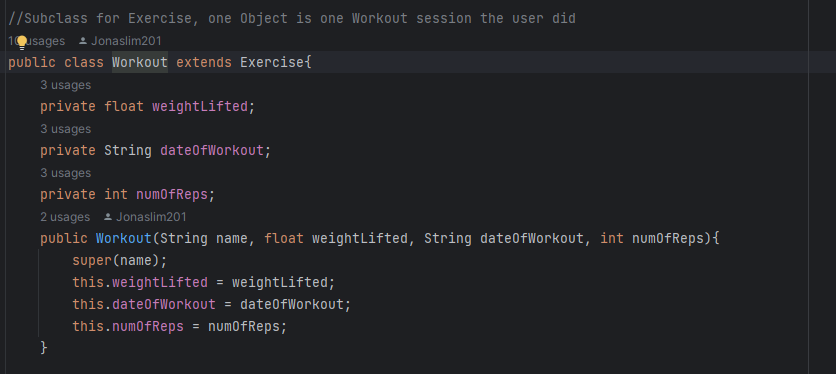 //Subclass for Exercise, one Object is one Workout session the user did
usages Jonaslim201
public class Workout extends Exercise{
3 usages
private float weightLifted;
3 usages
private String dateOfWorkout;
3 usages
private int numOfReps;
2 usages Jonaslim201
public Workout(String name, float weightLifted, String dateOfWorkout, int numOfReps){
super(name);
this.weightLifted = weightLifted;
this.dateOfWorkout = dateOfWorkout;
this.numOfReps = numOfReps;
}